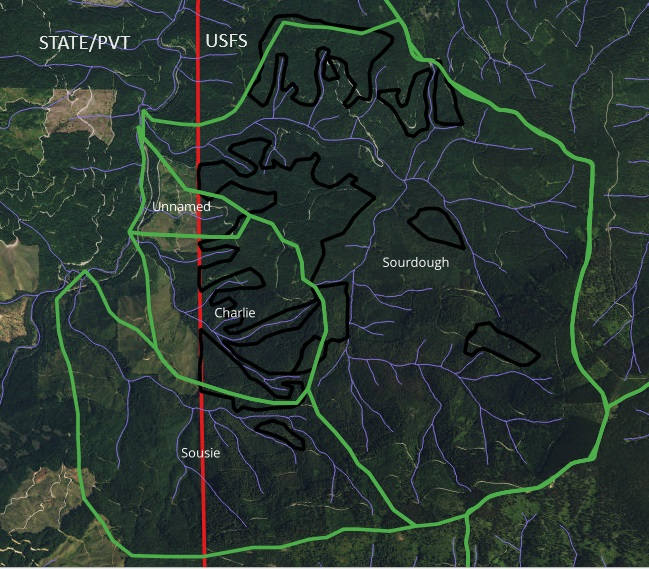 STATE/PVT
USFS
Unnamed
Sourdough
Charlie
Sousie